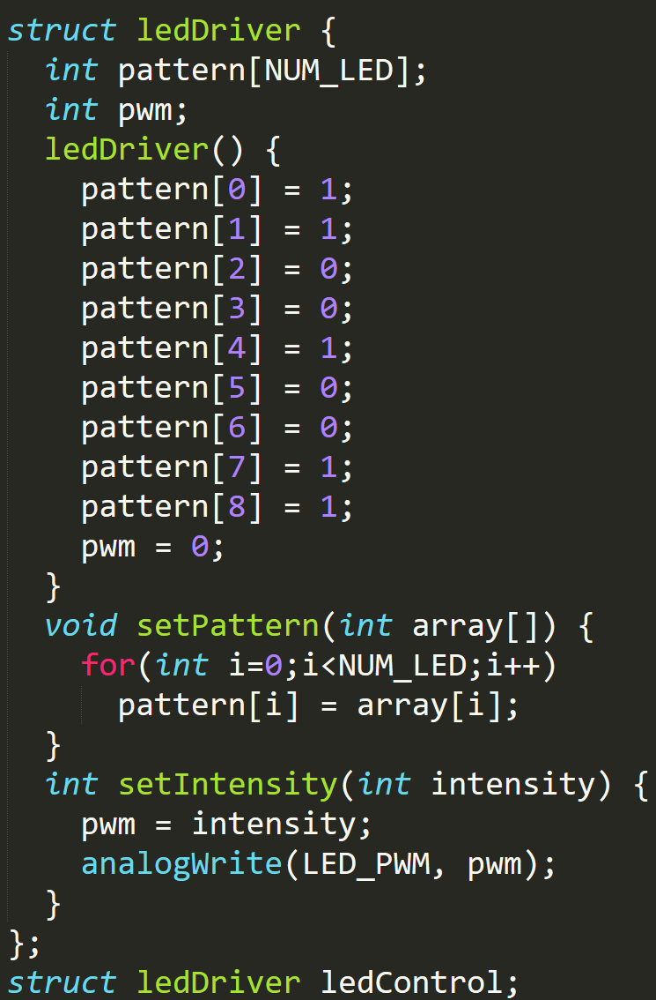 struct ledDriver {
  int pattern[NUM_LED];
  int pwm;
  ledDriver() {
    pattern[0] = 1;
    pattern[1] = 1;
    pattern[2] = 0;
    pattern[3] = 0;
    pattern[4] = 1;
    pattern[5] = 0;
    pattern[6] = 0;
    pattern[7] = 1;
    pattern[8] = 1;
    pwm = 0;
  }
  void setPattern(int array[]) {
    for(int i=0;i<NUM_LED;i++)
      pattern[i] = array[i];
  }
  int setIntensity(int intensity) {
    pwm = intensity;
    analogWrite(LED_PWM, pwm);
  }
};
struct ledDriver ledControl;